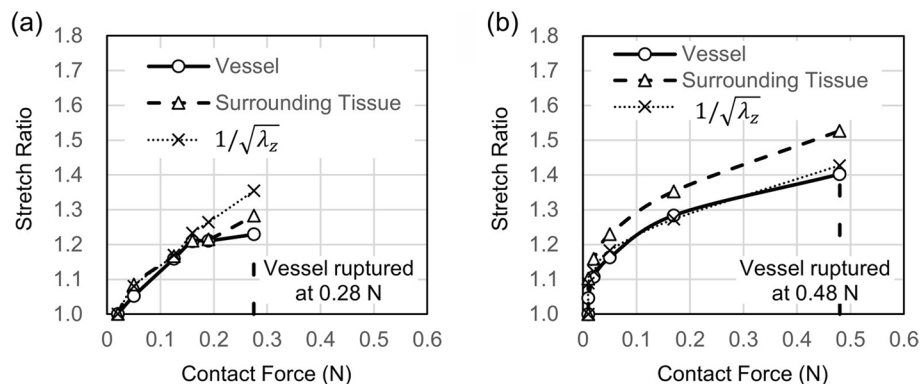 (a)
1.8
1.7
1.6
1.5
1.4
1.3
1.2
1.1
1.0
Stretch Ratio
Vessel
Surrounding Tissue
1/√λz
Vessel ruptured
at 0.28 N
0 0.1 0.2 0.3 0.4 0.5 0.6
Contact Force (N)
(b)
1.8
1.7
1.6
1.5
1.4
1.3
1.2
1.1
1.0
Stretch Ratio
Vessel
Surrounding Tissue
1/√λz
Vessel ruptured
at 0.48 N
0 0.1 0.2 0.3 0.4 0.5 0.6
Contact Force (N)